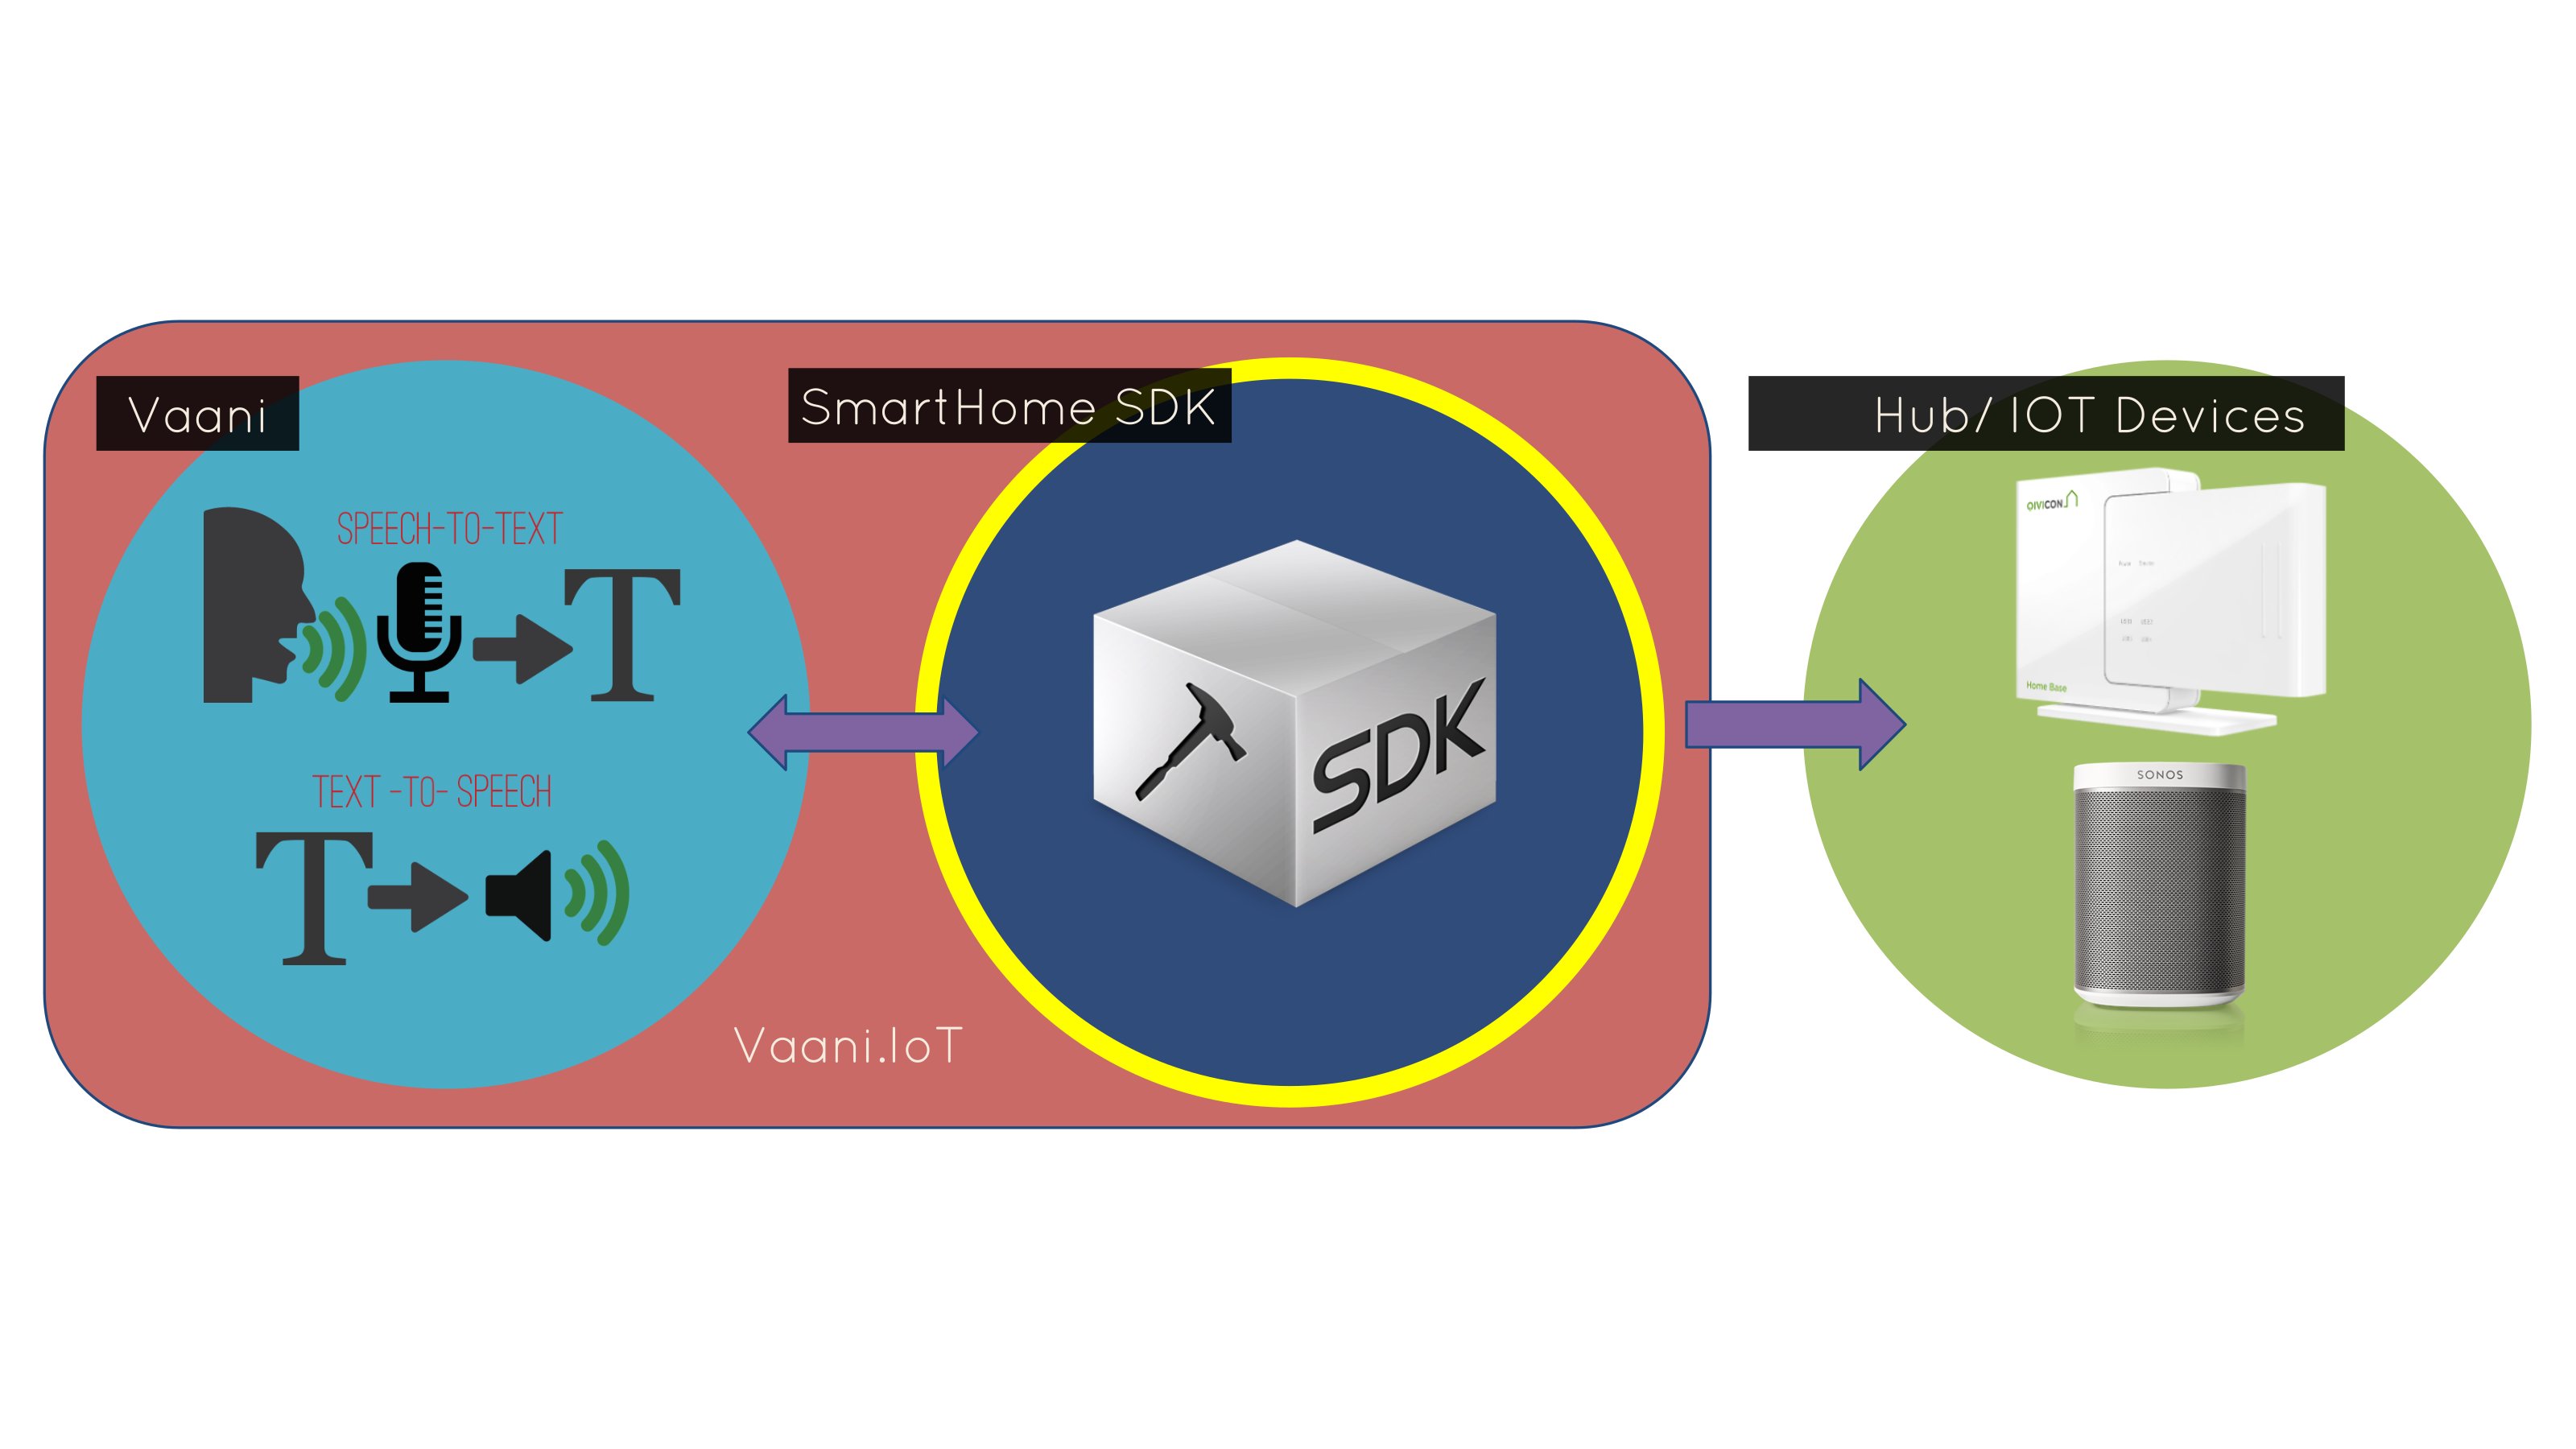 Vaani
SmartHome SDK
Hub/ IOT Devices
SPEECH-TO-TEXT
T
TEXT -TO- SPEECH
T
SDK
QIVICON
Home Base
SONOS
Vaani.IoT